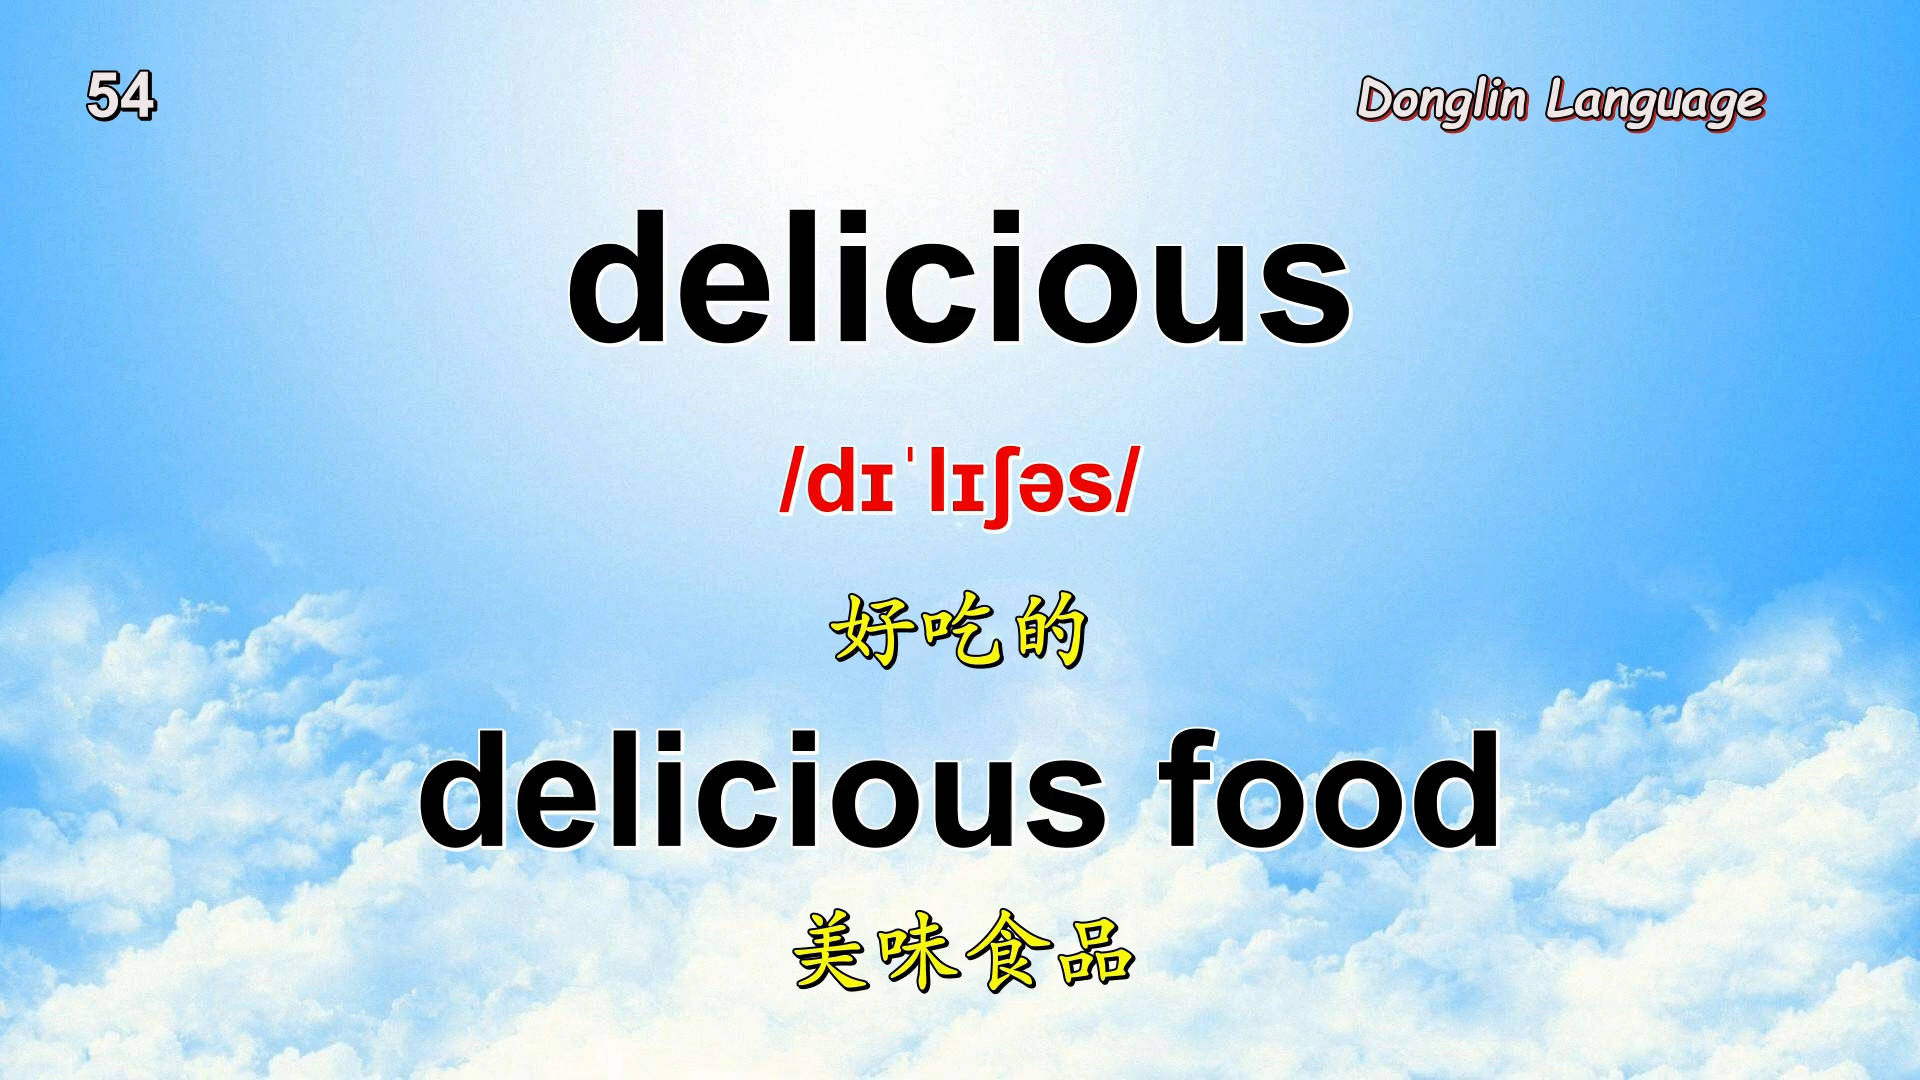 54
Donglin Language
delicious
/dɪˈlɪʃəs/
好吃的
delicious food
美味食品